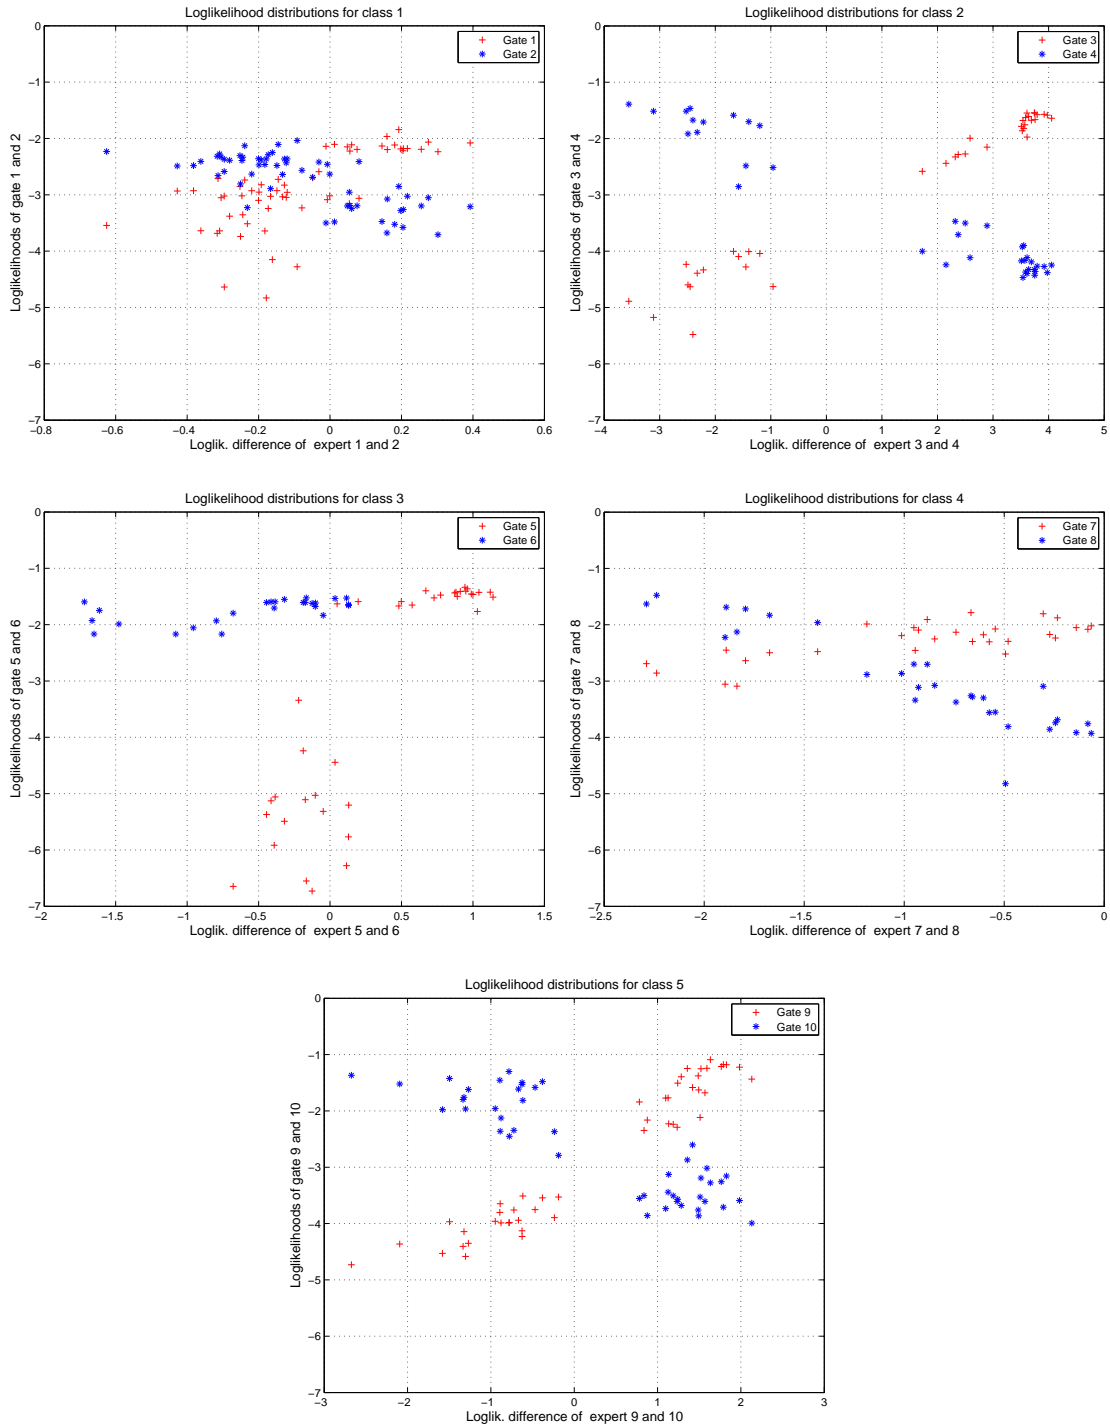 Loglikelihood distributions for class 1
0
−1
−2
−3
−4
−5
−6
−7
Loglikelihoods of gate 1 and 2
Gate 1
Gate 2
−0.8 −0.6 −0.4 −0.2 0 0.2 0.4 0.6
Loglik. difference of expert 1 and 2
Loglikelihood distributions for class 2
0
−1
−2
−3
−4
−5
−6
−7
Loglikelihoods of gate 3 and 4
Gate 3
Gate 4
−4 −3 −2 −1 0 1 2 3 4 5
Loglik. difference of expert 3 and 4
Loglikelihood distributions for class 3
0
−1
−2
−3
−4
−5
−6
−7
Loglikelihoods of gate 5 and 6
Gate 5
Gate 6
−2 −1.5 −1 −0.5 0 0.5 1 1.5
Loglik. difference of expert 5 and 6
Loglikelihood distributions for class 4
0
−1
−2
−3
−4
−5
−6
−7
Loglikelihoods of gate 7 and 8
Gate 7
Gate 8
−2.5 −2 −1.5 −1 −0.5 0
Loglik. difference of expert 7 and 8
Loglikelihood distributions for class 5
0
−1
−2
−3
−4
−5
−6
−7
Loglikelihoods of gate 9 and 10
Gate 9
Gate 10
−3 −2 −1 0 1 2 3
Loglik. difference of expert 9 and 10